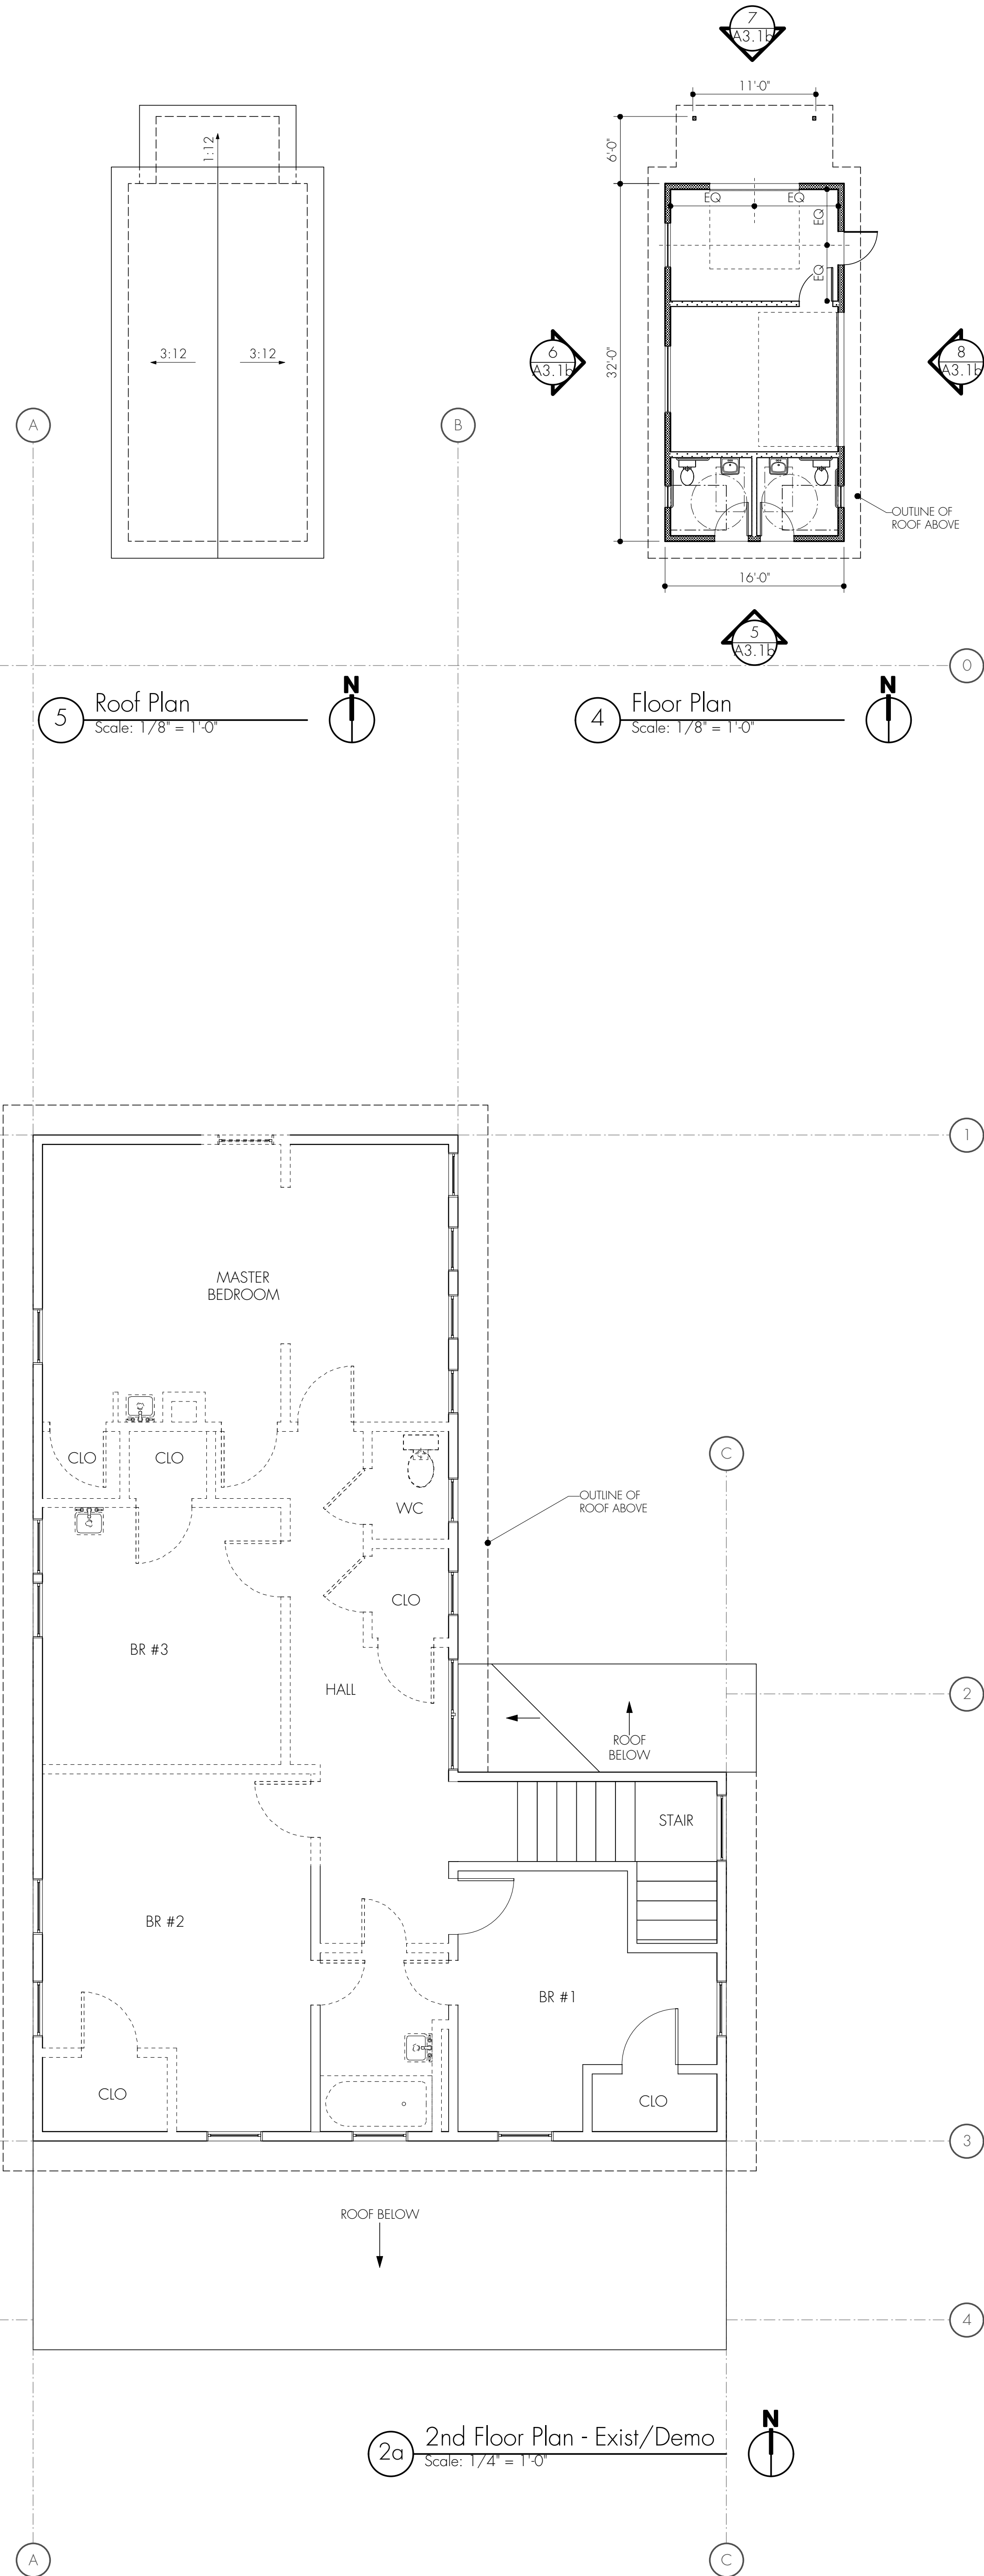 7
A3.1b
11'-0"
6'-0"
1:12
EQ
EQ
EQ
EQ
3:12
3:12
32'-0"
6
A3.1b
8
A3.1b
A
B
OUTLINE OF
ROOF ABOVE
16'-0"
5
A3.1b
0
5
Roof Plan
Scale: 1/8" = 1'-0"
N
4
Floor Plan
Scale: 1/8" = 1'-0"
N
1
MASTER
BEDROOM
CLO
CLO
C
WC
OUTLINE OF
ROOF ABOVE
CLO
BR #3
HALL
2
ROOF
BELOW
STAIR
BR #2
BR #1
CLO
CLO
3
ROOF BELOW
4
2a
2nd Floor Plan - Exist/Demo
Scale: 1/4" = 1'-0"
N
A
C